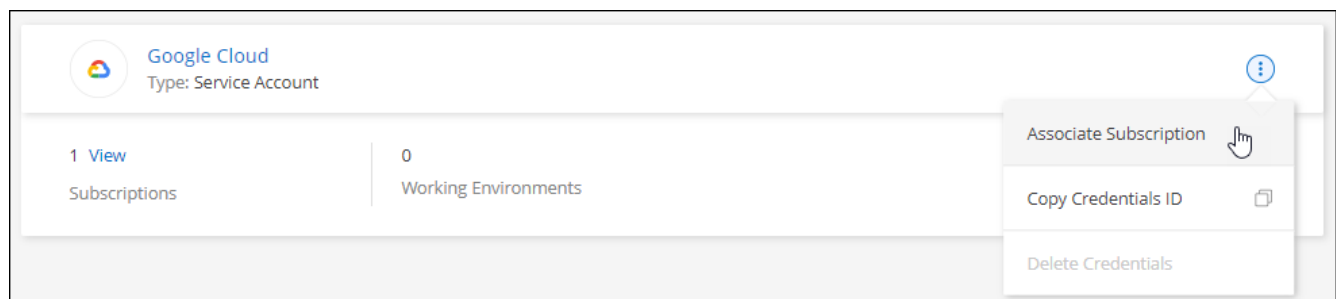 Google Cloud
Type: Service Account
Associate Subscription
1 View
0
Subscriptions
Working Environments
Copy Credentials ID
Delete Credentials